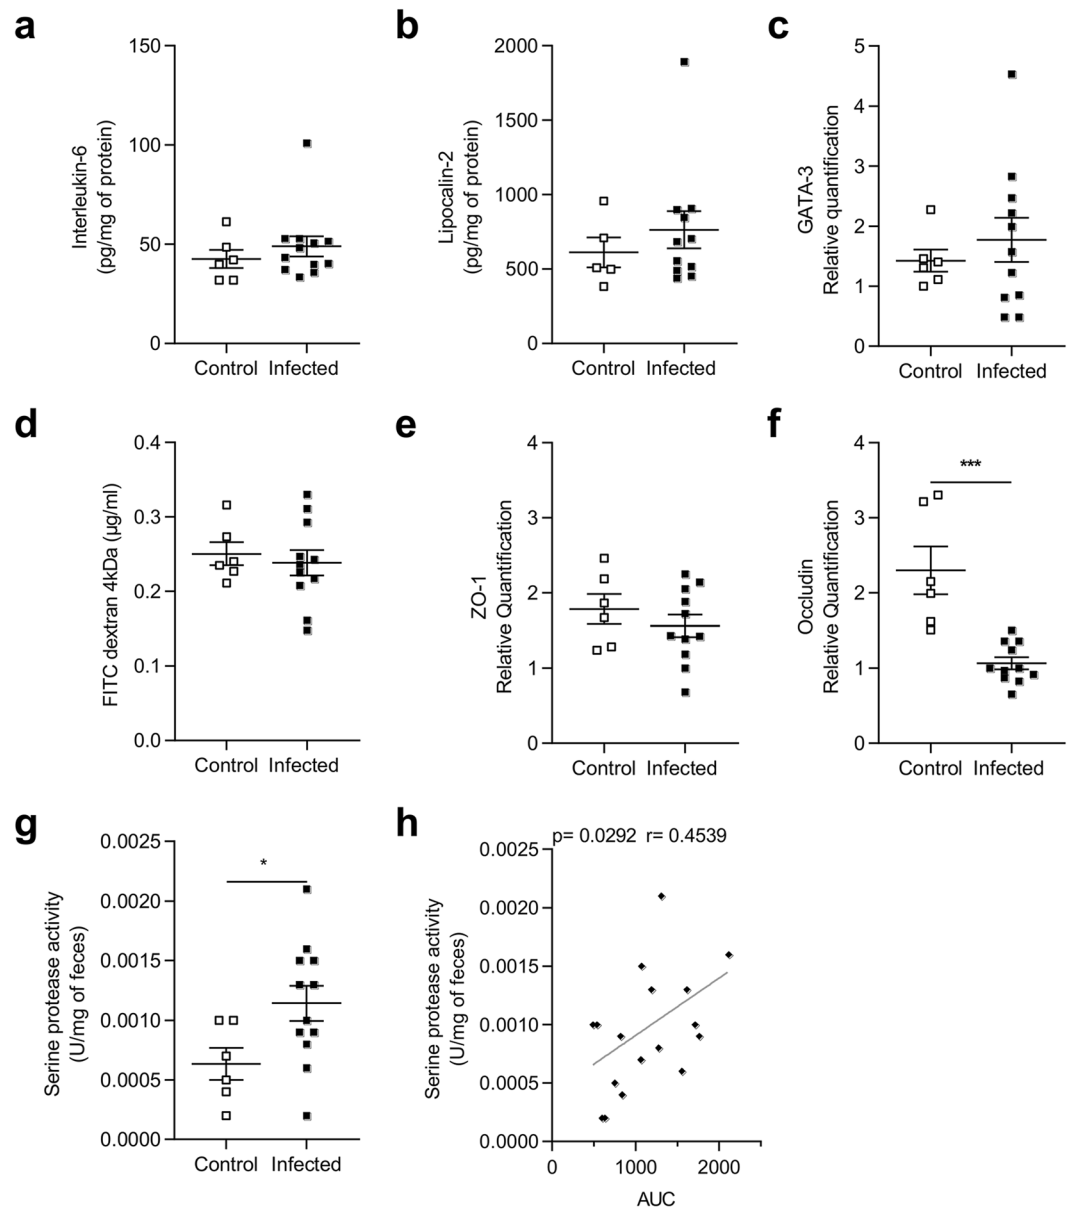 a
Interleukin-6
(pg/mg of protein)
150
100
50
0
Control Infected
b
Lipocalin-2
(pg/mg of protein)
2000
1500
1000
500
0
Control Infected
c
GATA-3
Relative quantification
5
4
3
2
1
0
Control Infected
d
FITC dextran 4kDa (µg/ml)
0.4
0.3
0.2
0.1
0.0
Control Infected
e
ZO-1
Relative Quantification
4
3
2
1
0
Control Infected
f
Occludin
Relative Quantification
4
3
2
1
0
***
Control Infected
g
Serine protease activity
(U/mg of feces)
0.0025
0.0020
0.0015
0.0010
0.0005
0.0000
*
Control Infected
h
p= 0.0292 r= 0.4539
Serine protease activity
(U/mg of feces)
0.0025
0.0020
0.0015
0.0010
0.0005
0.0000
0 1000 2000
AUC